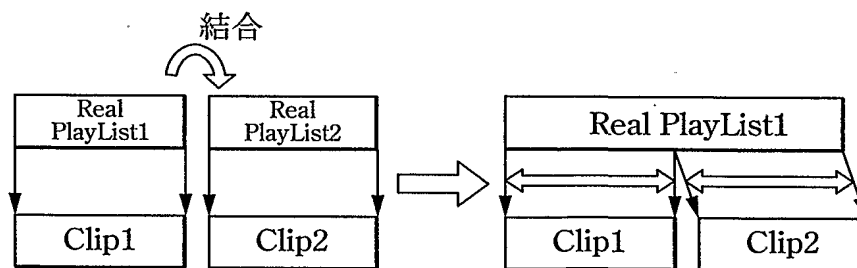 結合
Real
PlayList1
Real
PlayList2
Real PlayList1
Clip1
Clip2
Clip1
Clip2